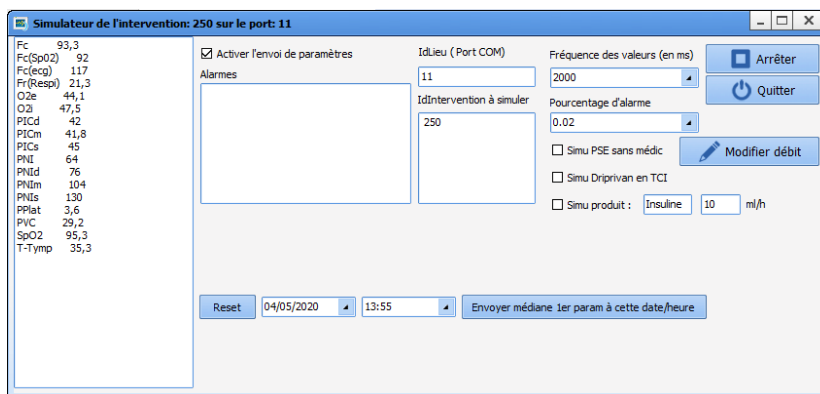 Simulateur de l'intervention: 250 sur le port: 11
Fc 93,3
Fc(Sp02) 92
Fc(ecg) 117
Fr(Respi) 21,3
O2e 44,1
O2i 47,5
PICd 42
PICm 41,8
PICs 45
PNI 64
PNId 76
PNIm 104
PNIs 130
PPlat 3,6
PVC 29,2
SpO2 95,3
T-Tymp 35,3
Activer l'envoi de paramètres
Alarmes
IdLieu ( Port COM)
11
IdIntervention à simuler
250
Fréquence des valeurs (en ms)
2000
Pourcentage d'alarme
0.02
Simu PSE sans médic
Simu Driprivan en TCI
Simu produit : Insuline 10 ml/h
Arrêter
Quitter
Modifier débit
Reset 04/05/2020 13:55 Envoyer médiane 1er param à cette date/heure